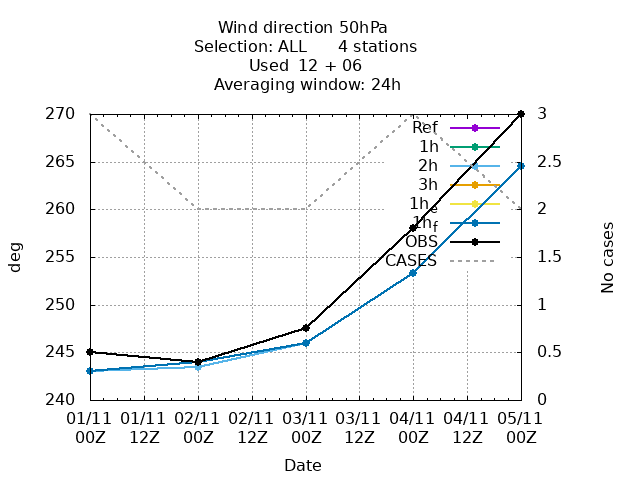 Wind direction 50hPa
Selection: ALL      4 stations
Used  12 + 06
Averaging window: 24h
270
265
260
255
250
245
240
deg
3
2.5
2
1.5
1
0.5
0
No cases
Ref
1h
2h
3h
1he
1hf
OBS
CASES
01/11 01/11 02/11 02/11 03/11 03/11 04/11 04/11 05/11
00Z 12Z 00Z 12Z 00Z 12Z 00Z 12Z 00Z
Date